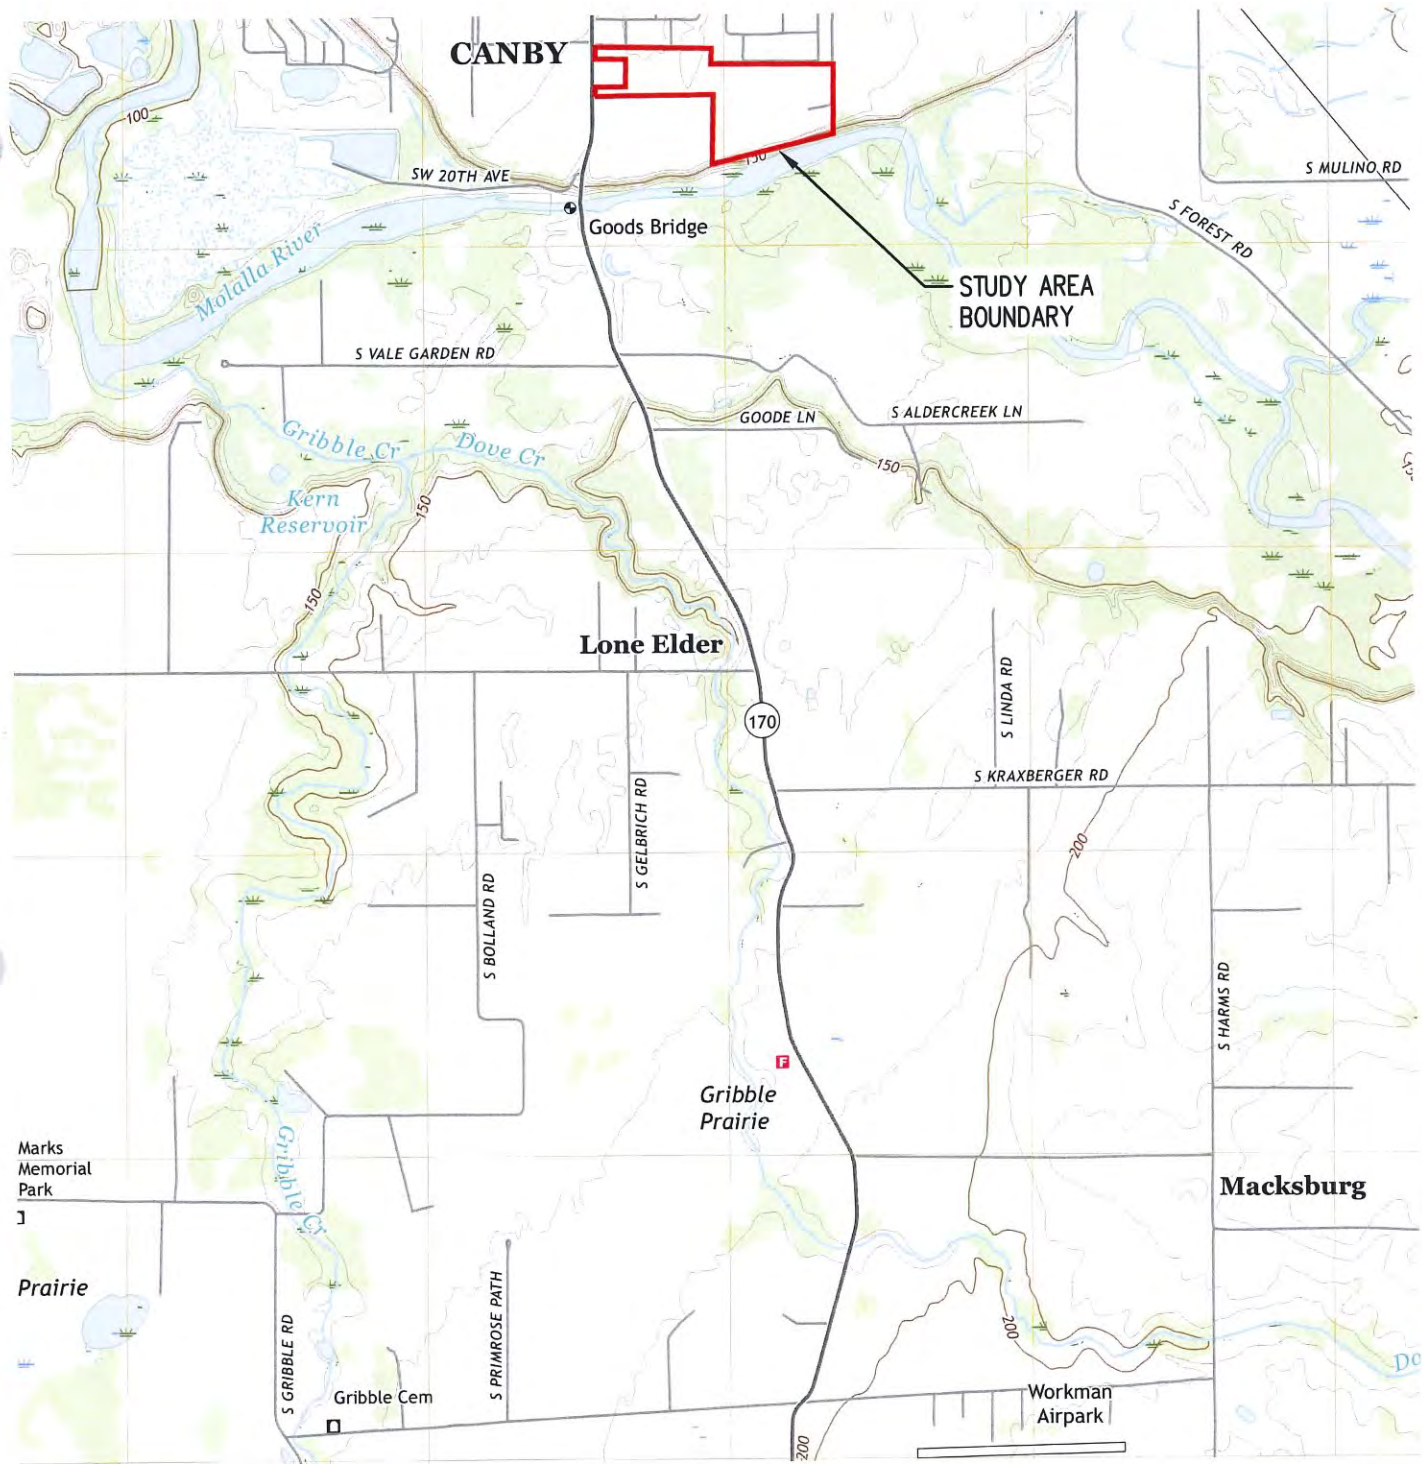 CANBY
100
SW 20TH AVE
150
S MULINO RD
S FOREST RD
Goods Bridge
Molalla River
STUDY AREA
BOUNDARY
S VALE GARDEN RD
GOODE LN
S ALDERCREEK LN
Gribble Cr
Dove Cr
150
Kern
Reservoir
150
150
Lone Elder
S LINDA RD
170
S KRAXBERGER RD
S GELBRICH RD
200
S BOLLAND RD
S HARMS RD
F
Gribble
Prairie
Marks
Memorial
Park
Gribble Cr
Macksburg
Prairie
S GRIBBLE RD
S PRIMROSE PATH
200
Do
Gribble Cem
Workman
Airpark
200